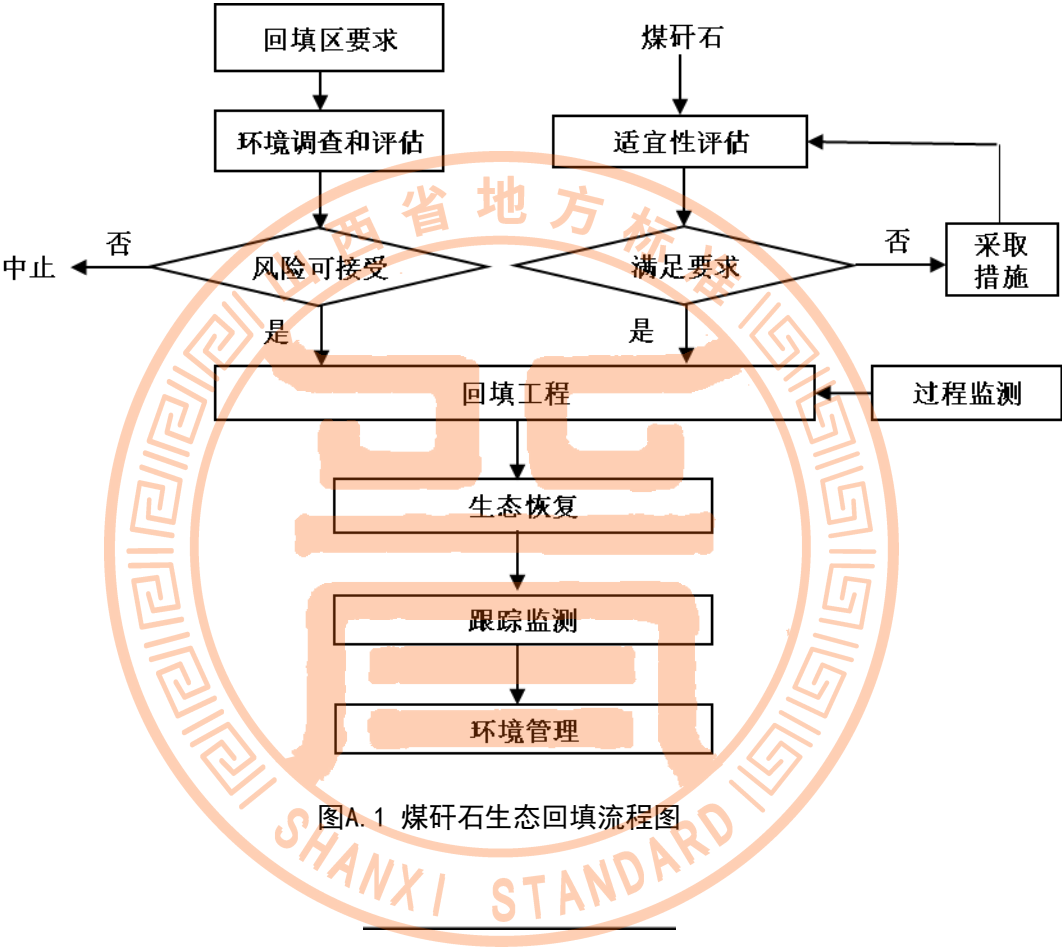 回填区要求
煤矸石
环境调查和评估
适宜性评估
山西省地方标准
否
否
中止
风险可接受
满足要求
采取
措施
是
是
回填工程
过程监测
生态恢复
跟踪监测
环境管理
图A.1 煤矸石生态回填流程图
SHANXI STANDARD